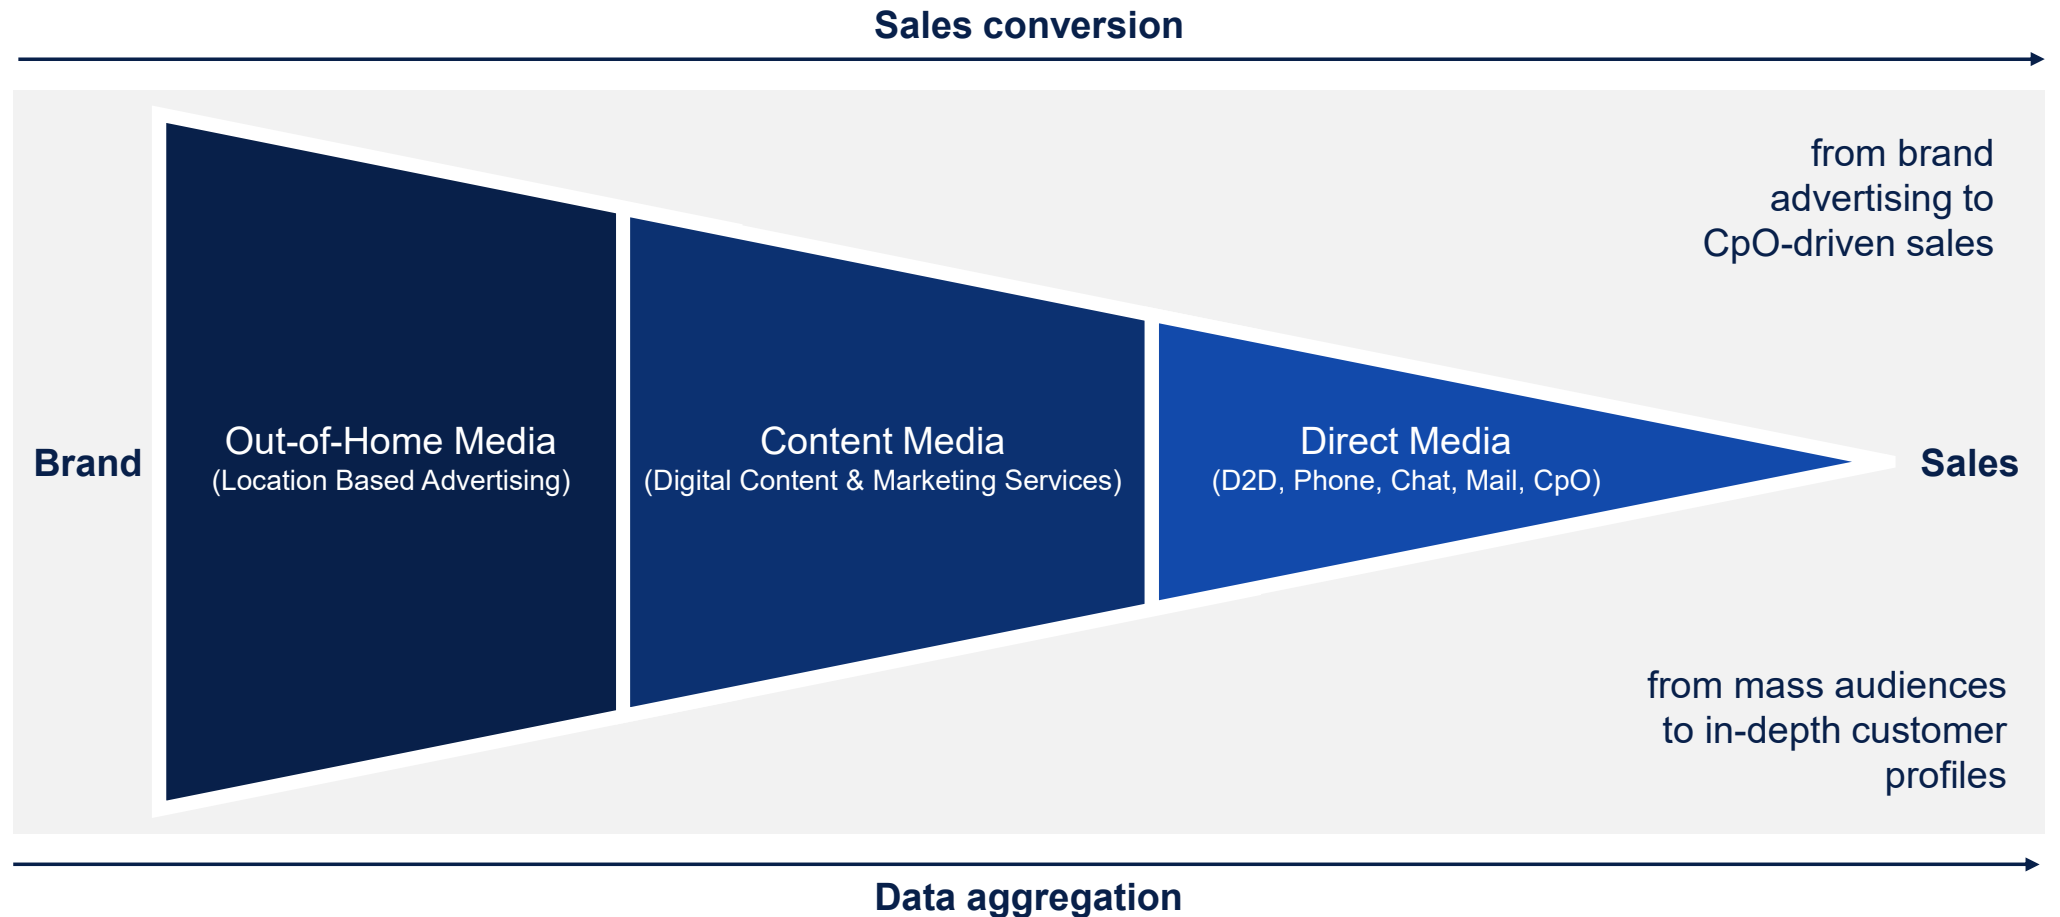 Sales conversion
from brand
advertising to
CpO-driven sales
Brand
Out-of-Home Media
(Location Based Advertising)
Content Media
(Digital Content & Marketing Services)
Direct Media
(D2D, Phone, Chat, Mail, CpO)
Sales
from mass audiences
to in-depth customer
profiles
Data aggregation